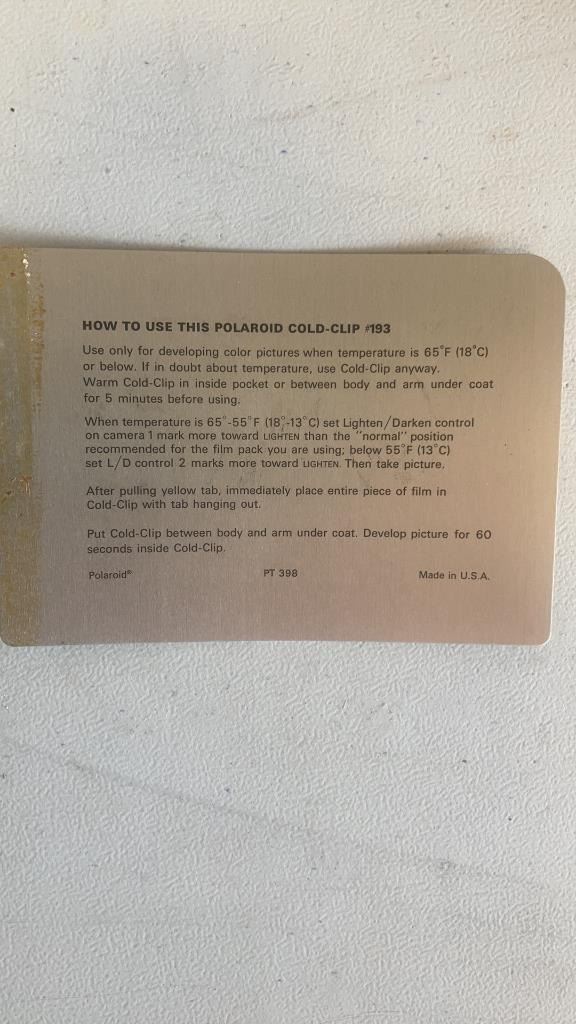 HOW TO USE THIS POLAROID COLD-CLIP #193
Use only for developing color pictures when temperature is 65°F (18°C)
or below. If in doubt about temperature, use Cold-Clip anyway.
Warm Cold-Clip in inside pocket or between body and arm under coat
for 5 minutes before using.
When temperature is 65°-55°F (18°-13°C) set Lighten/Darken control
on camera 1 mark more toward LIGHTEN than the "normal" position
recommended for the film pack you are using; below 55°F (13°C)
set L/D control 2 marks more toward LIGHTEN. Then take picture.
After pulling yellow tab, immediately place entire piece of film in
Cold-Clip with tab hanging out.
Put Cold-Clip between body and arm under coat. Develop picture for 60
seconds inside Cold-Clip.
Polaroid® PT 398 Made in U.S.A.